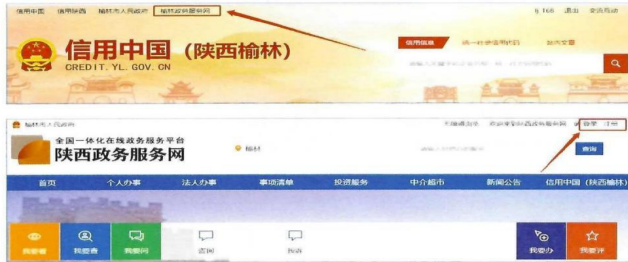 信用中国 信用陕西 榆林市人民政府 榆林政务服务网
退出 交流互动
信用中国（陕西榆林）
CREDIT.YL.GOV.CN
信用信息 统一社会信用代码 站内文章
榆林市人民政府
登录 注册
全国一体化在线政务服务平台
陕西政务服务网
榆林
查询
首页 个人办事 法人办事 事项清单 投资服务 中介超市 新闻公告 信用中国（陕西榆林）
我要看 我要查 我要问 咨询 投诉 我要办 我要评